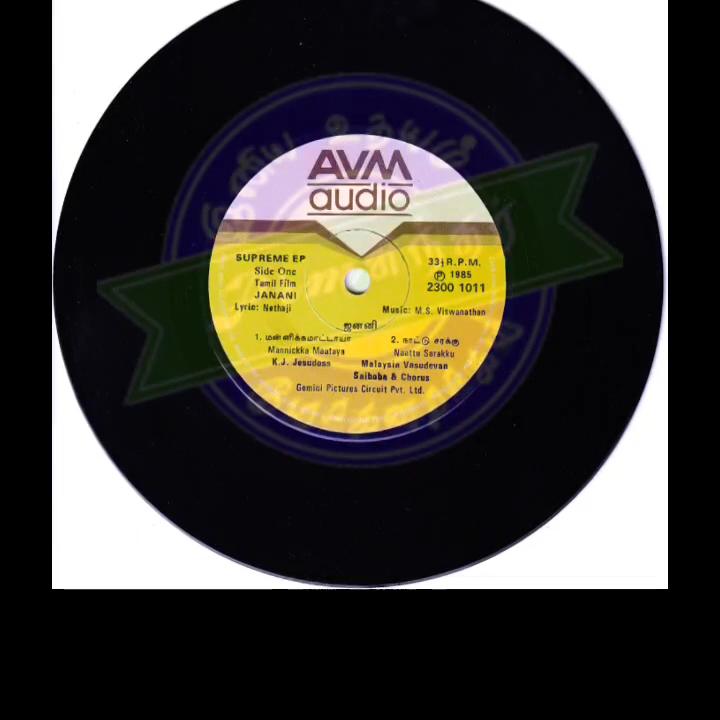 AVM
audio
SUPREME EP
Side One
Tamil Film
JANANI
Lyric: Nethaji
33⅓ R.P.M.
℗ 1985
2300 1011
Music: M.S. Viswanathan
ஜனனி
1. மன்னிக்கமாட்டாயா
Mannickka Maataya
K.J. Jesudoss
2. நாட்டு சரக்கு
Naattu Sarakku
Malaysia Vasudevan
Saibaba & Chorus
Gemini Pictures Circuit Pvt. Ltd.